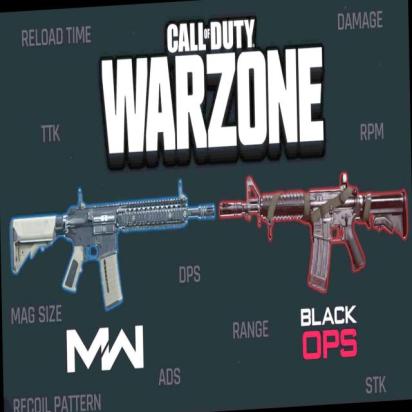 RELOAD TIME
DAMAGE
CALL OF DUTY
WARZONE
TTK
RPM
DPS
MAG SIZE
MW
BLACK
OPS
RANGE
ADS
STK
RECOIL PATTERN